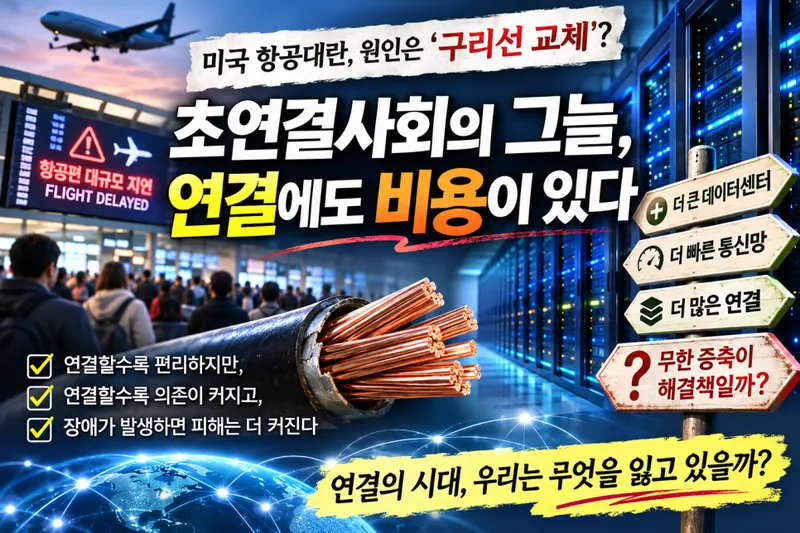 미국 항공대란, 원인은 '구리선 교체'?
초연결사회의 그늘,
연결에도 비용이 있다
항공편 대규모 지연
FLIGHT DELAYED
더 큰 데이터센터
더 빠른 통신망
더 많은 연결
? 무한 증축이
해결책일까?
연결할수록 편리하지만,
연결할수록 의존이 커지고,
장애가 발생하면 피해는 더 커진다
연결의 시대, 우리는 무엇을 잃고 있을까?